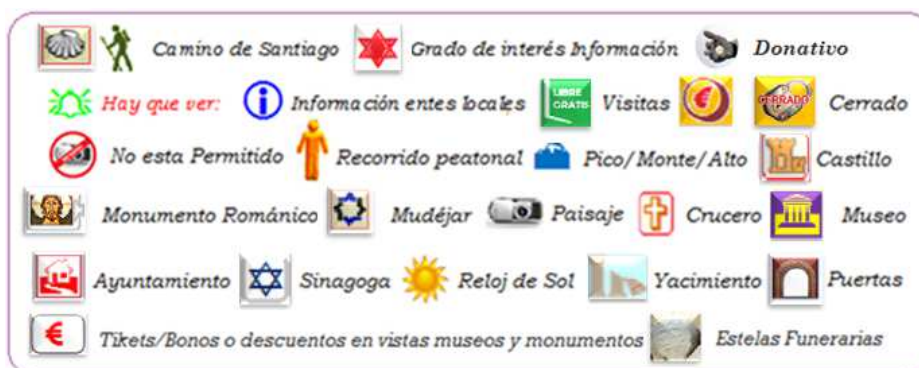 Camino de Santiago Grado de interés Información Donativo
Hay que ver: Información entes locales LIBRE GRATIS Visitas € CERRADO Cerrado
No esta Permitido Recorrido peatonal Pico/Monte/Alto Castillo
Monumento Románico Mudéjar Paisaje Crucero Museo
Ayuntamiento Sinagoga Reloj de Sol Yacimiento Puertas
€ Tikets/Bonos o descuentos en vistas museos y monumentos Estelas Funerarias